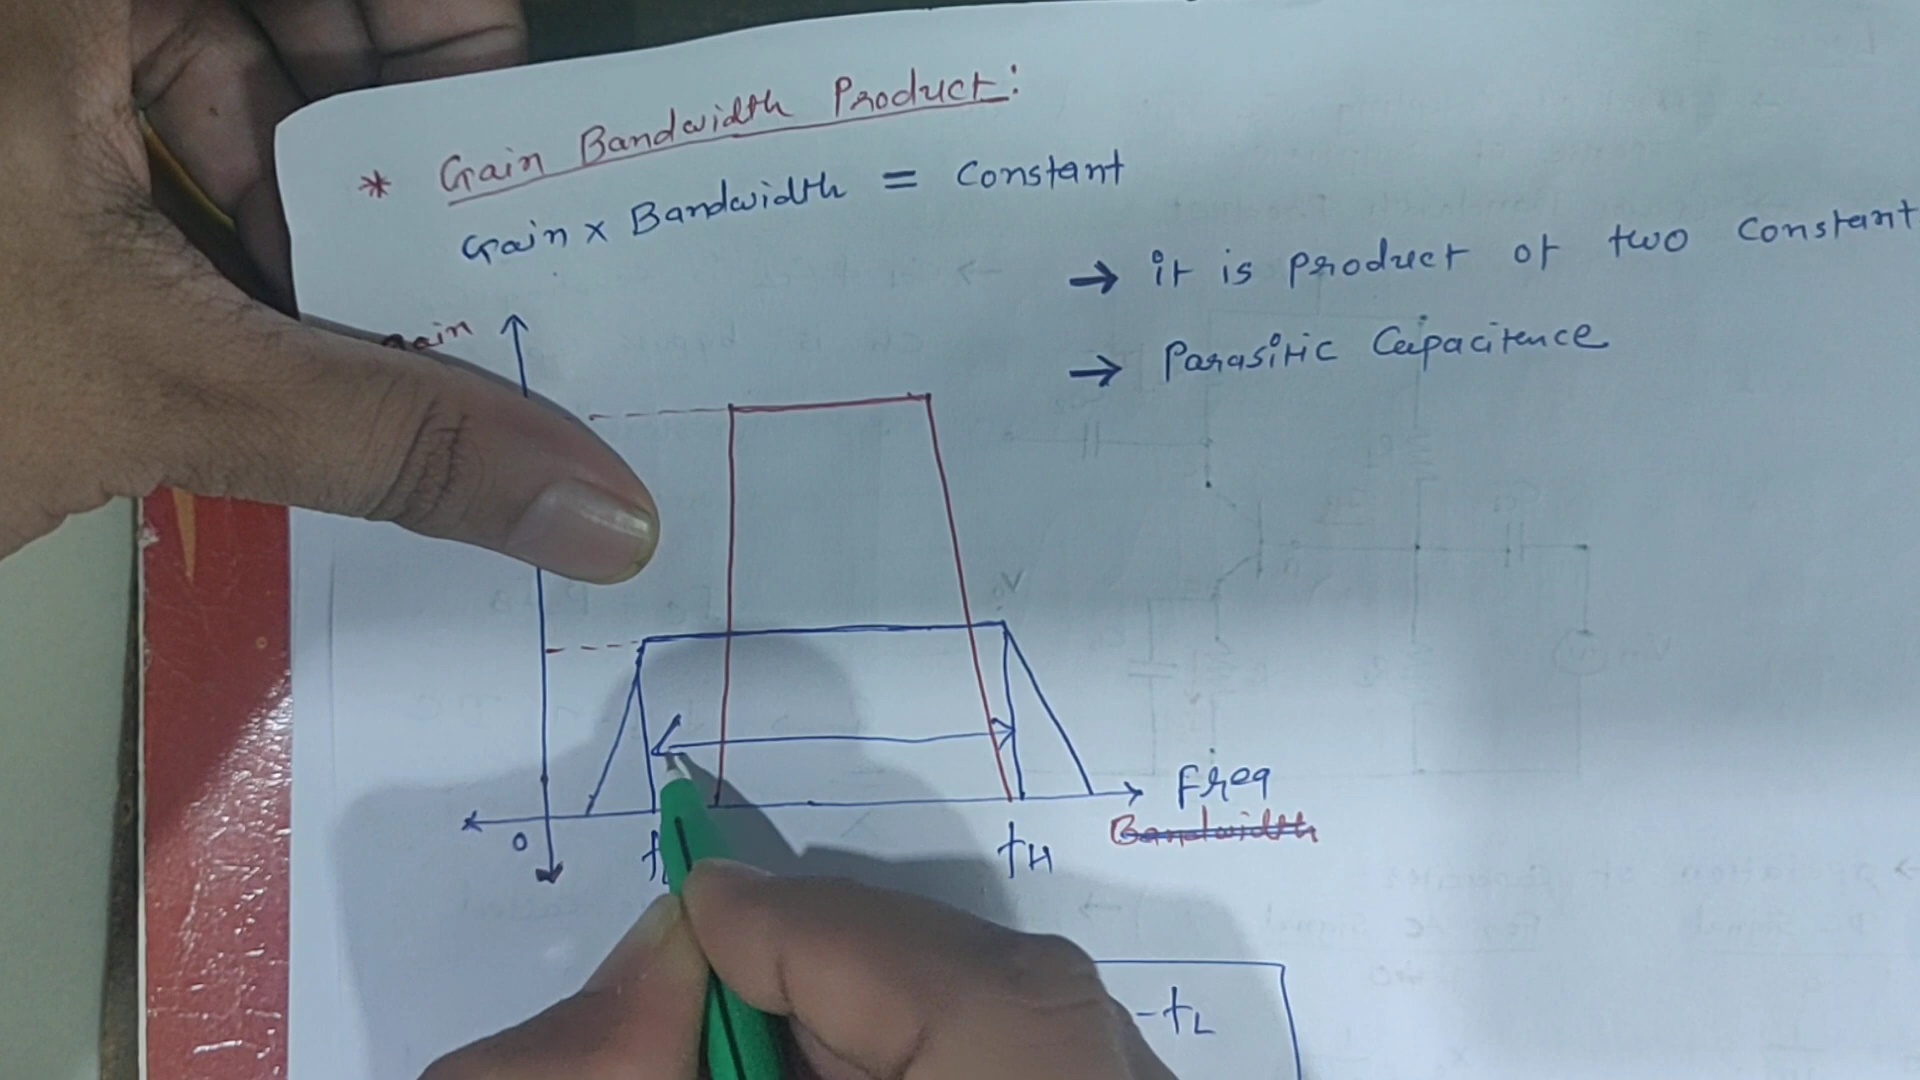 * Gain Bandwidth Product:
Gain x Bandwidth = Constant
→ it is product of two Constant
→ Parasitic Capacitence
Gain
0
fH
Freq
Bandwidth
-fL